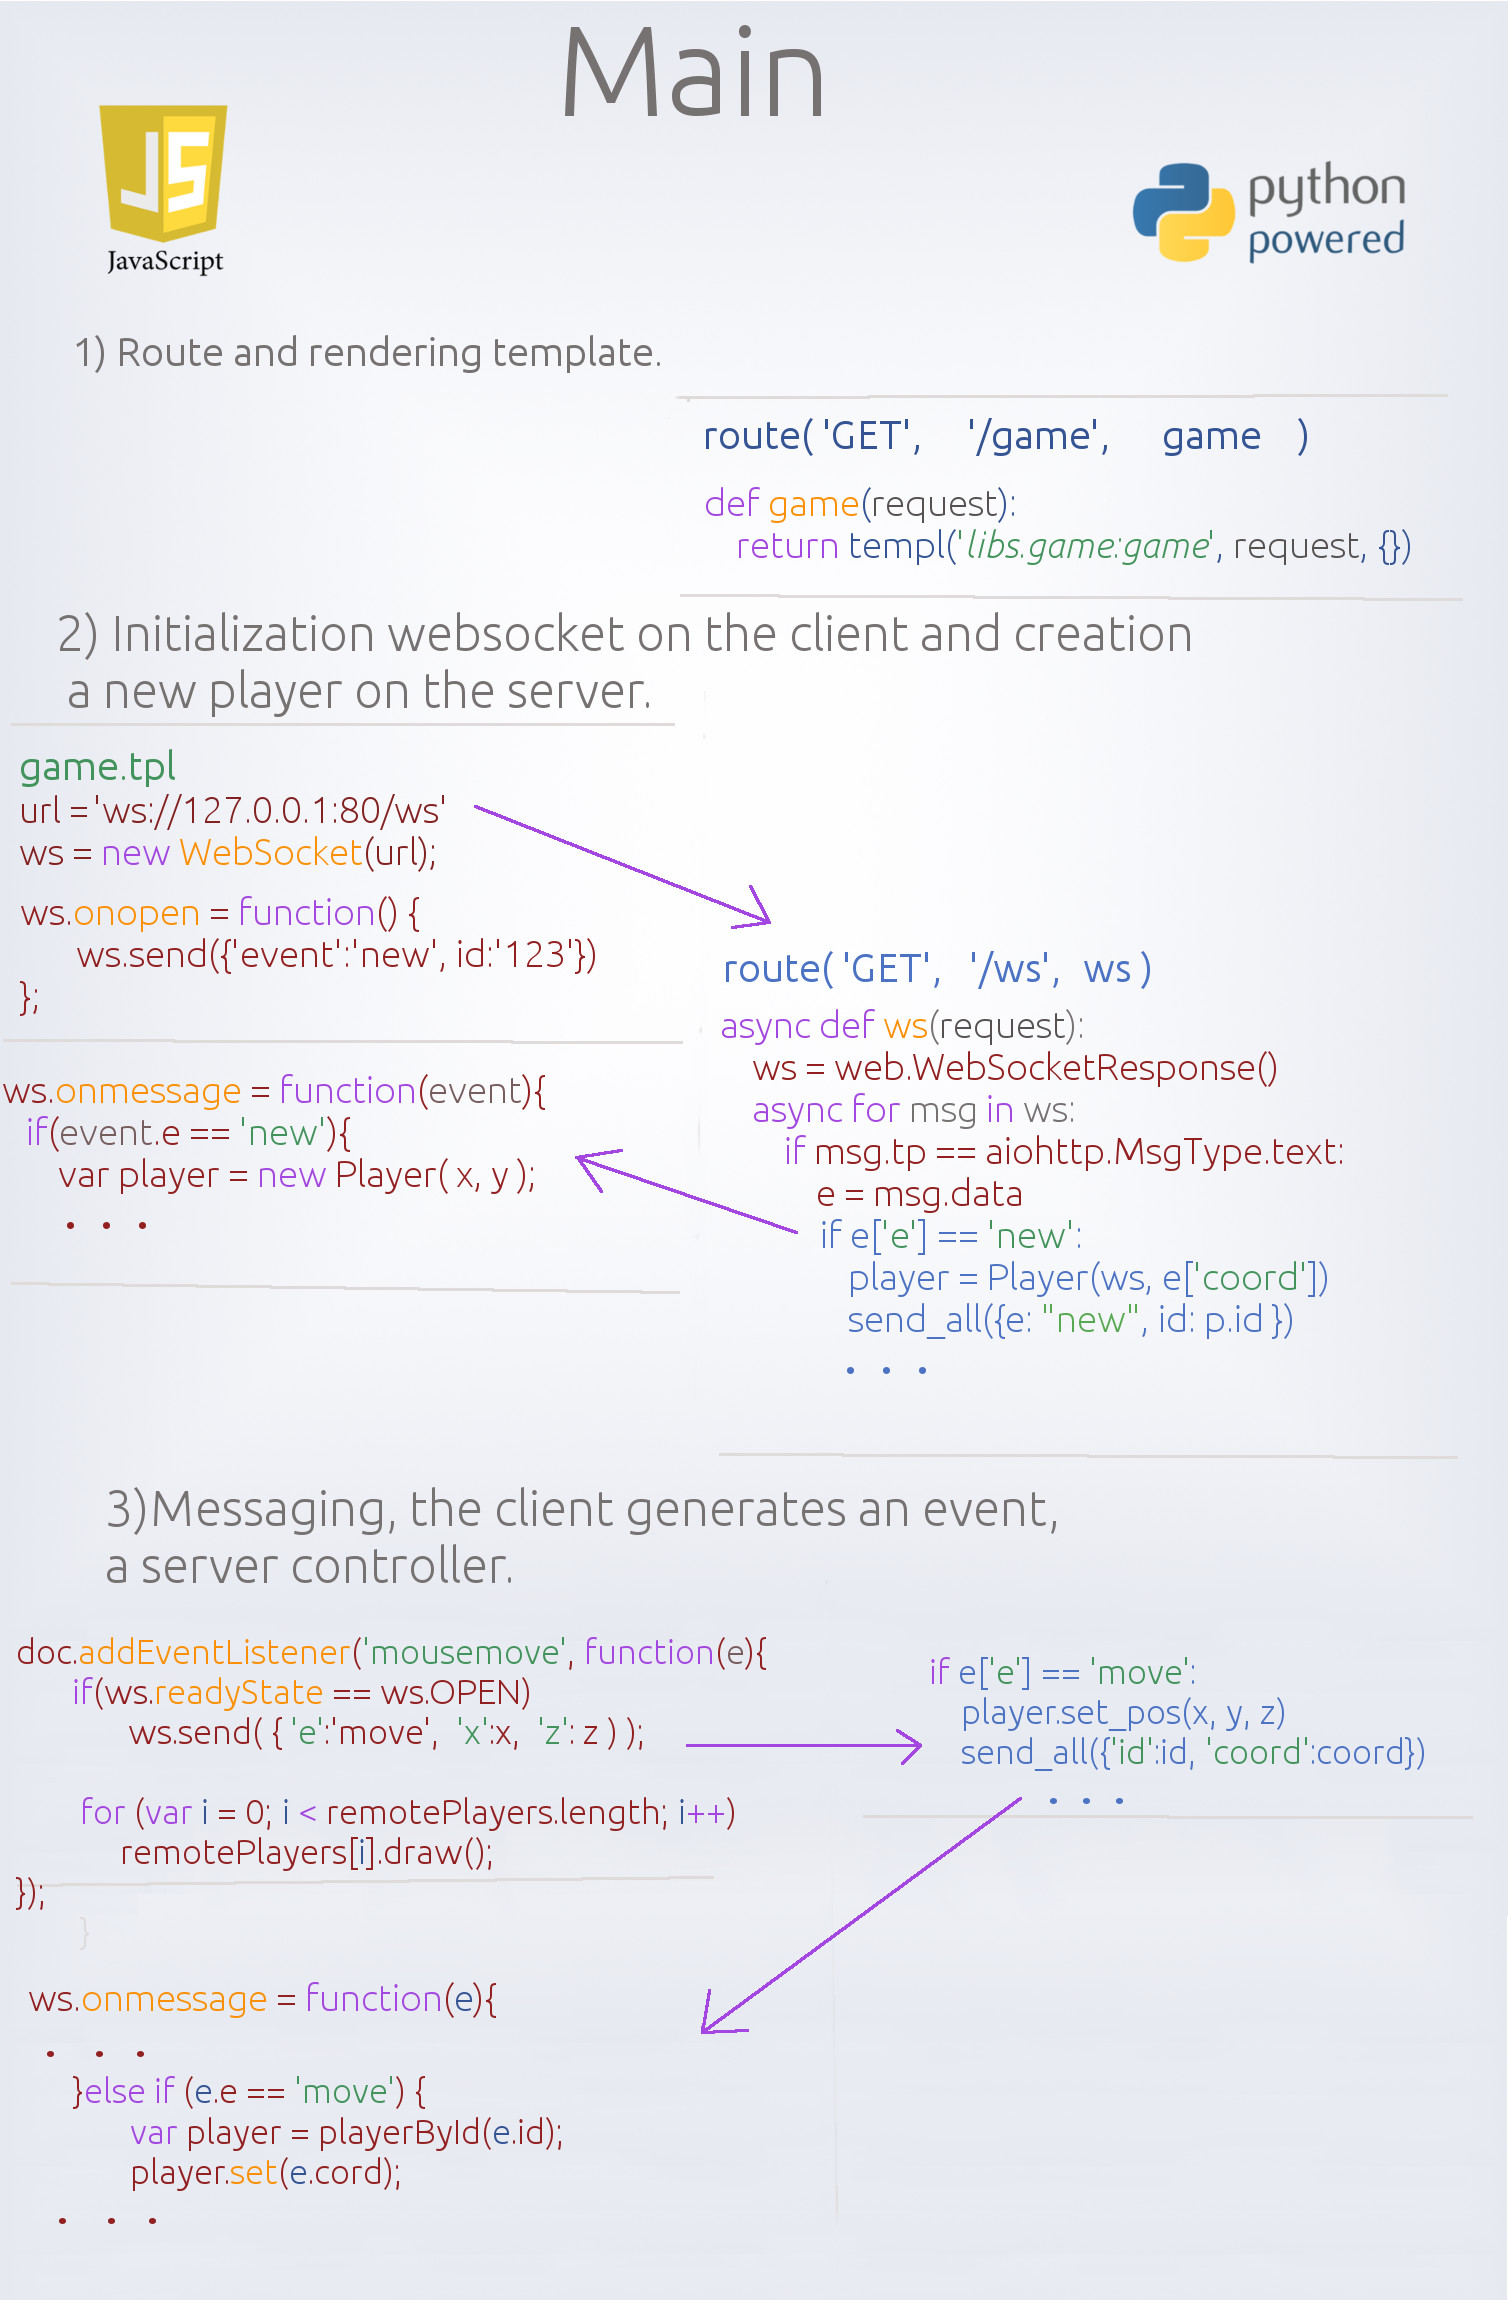 Main
JS
JavaScript
python
powered
1) Route and rendering template.
route( 'GET', '/game', game )
def game(request):
return templ('libs.game:game', request, {})
2) Initialization websocket on the client and creation
a new player on the server.
game.tpl
url ='ws://127.0.0.1:80/ws'
ws = new WebSocket(url);
ws.onopen = function() {
ws.send({'event':'new', id:'123'})
};
ws.onmessage = function(event){
if(event.e == 'new'){
var player = new Player( x, y );
. . .
route( 'GET', '/ws', ws )
async def ws(request):
ws = web.WebSocketResponse()
async for msg in ws:
if msg.tp == aiohttp.MsgType.text:
e = msg.data
if e['e'] == 'new':
player = Player(ws, e['coord'])
send_all({e: "new", id: p.id })
. . .
3)Messaging, the client generates an event,
a server controller.
doc.addEventListener('mousemove', function(e){
if(ws.readyState == ws.OPEN)
ws.send( { 'e':'move', 'x':x, 'z': z ) );
for (var i = 0; i < remotePlayers.length; i++)
remotePlayers[i].draw();
});
}
if e['e'] == 'move':
player.set_pos(x, y, z)
send_all({'id':id, 'coord':coord})
. . .
ws.onmessage = function(e){
. . .
}else if (e.e == 'move') {
var player = playerById(e.id);
player.set(e.cord);
. . .